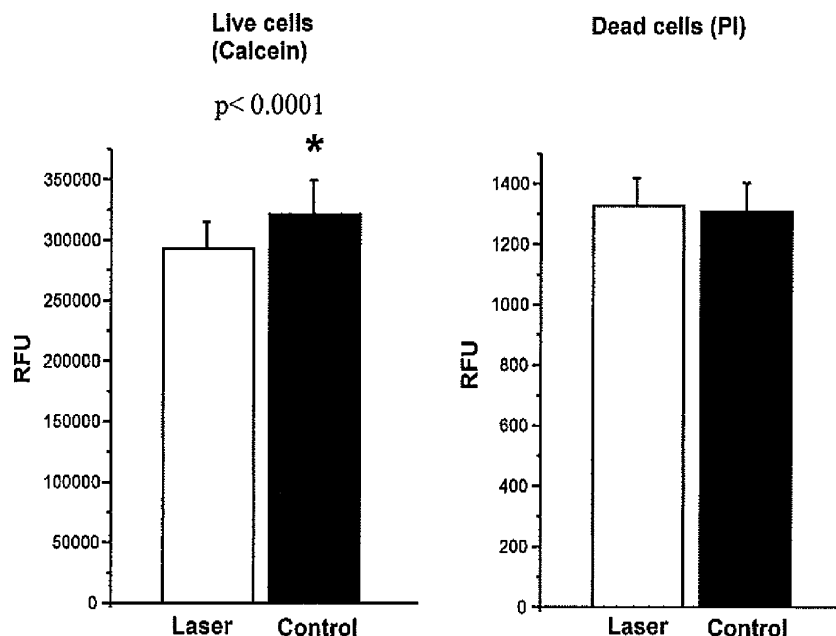 Live cells
(Calcein)
p< 0.0001
*
350000
300000
250000
200000
150000
100000
50000
0
RFU
Laser
Control
Dead cells (PI)
1400
1200
1000
800
600
400
200
0
RFU
Laser
Control